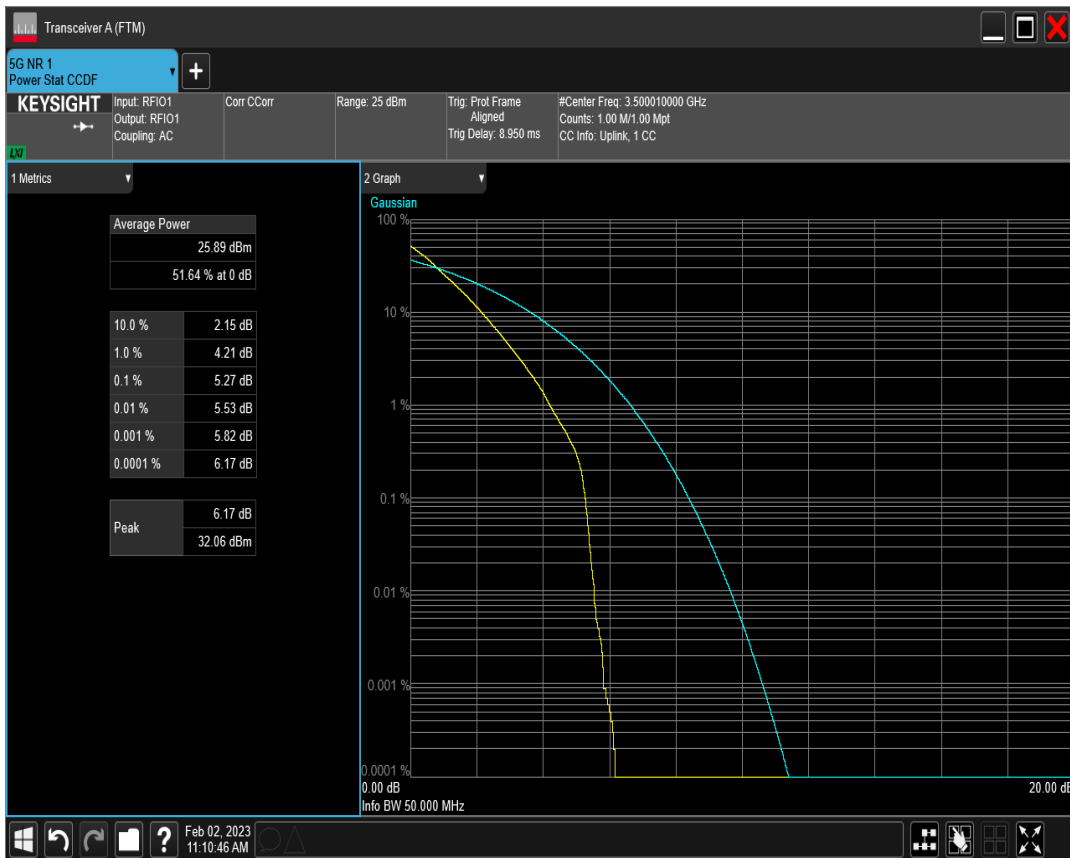 Transceiver A (FTM)
5G NR 1
Power Stat CCDF
+
KEYSIGHT
LXI
Input: RFIO1
Output: RFIO1
Coupling: AC
Corr CCorr
Range: 25 dBm
Trig: Prot Frame
Aligned
Trig Delay: 8.950 ms
#Center Freq: 3.500010000 GHz
Counts: 1.00 M/1.00 Mpt
CC Info: Uplink, 1 CC
1 Metrics
Average Power
25.89 dBm
51.64 % at 0 dB
10.0 % 2.15 dB
1.0 % 4.21 dB
0.1 % 5.27 dB
0.01 % 5.53 dB
0.001 % 5.82 dB
0.0001 % 6.17 dB
Peak
6.17 dB
32.06 dBm
2 Graph
Gaussian
100 %
10 %
1 %
0.1 %
0.01 %
0.001 %
0.0001 %
0.00 dB
20.00 dB
Info BW 50.000 MHz
?
Feb 02, 2023
11:10:46 AM